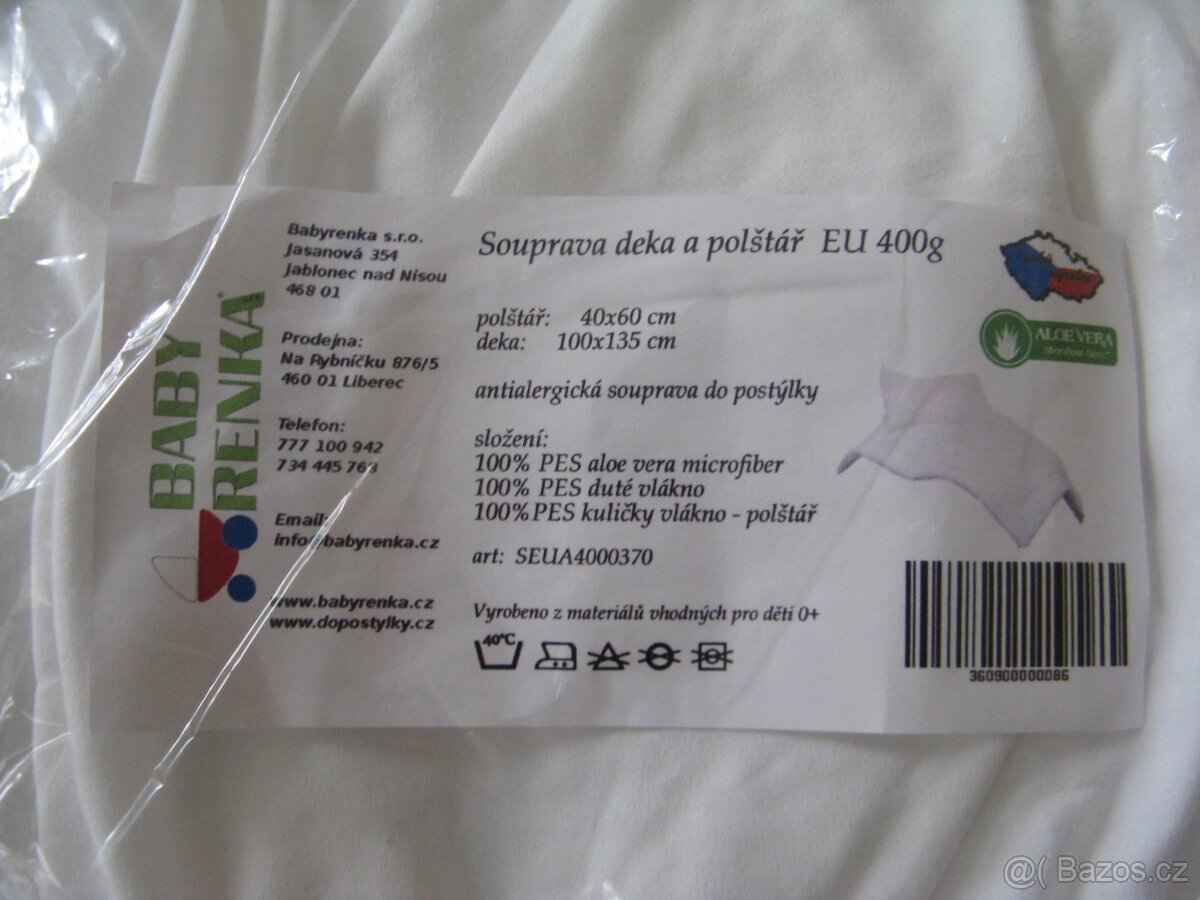 BABY
RENKA
Babyrenka s.r.o.
Jasanová 354
Jablonec nad Nisou
468 01
Prodejna:
Na Rybníčku 876/5
460 01 Liberec
Telefon:
777 100 942
734 445 763
Email:
info@babyrenka.cz
www.babyrenka.cz
www.dopostylky.cz
Souprava deka a polštář EU 400g
polštář: 40x60 cm
deka: 100x135 cm
antialergická souprava do postýlky
složení:
100% PES aloe vera microfiber
100% PES duté vlákno
100%PES kuličky vlákno - polštář
art: SEUA4000370
Vyrobeno z materiálů vhodných pro děti 0+
40°C
ALOE VERA
360900000086
@( Bazos.cz